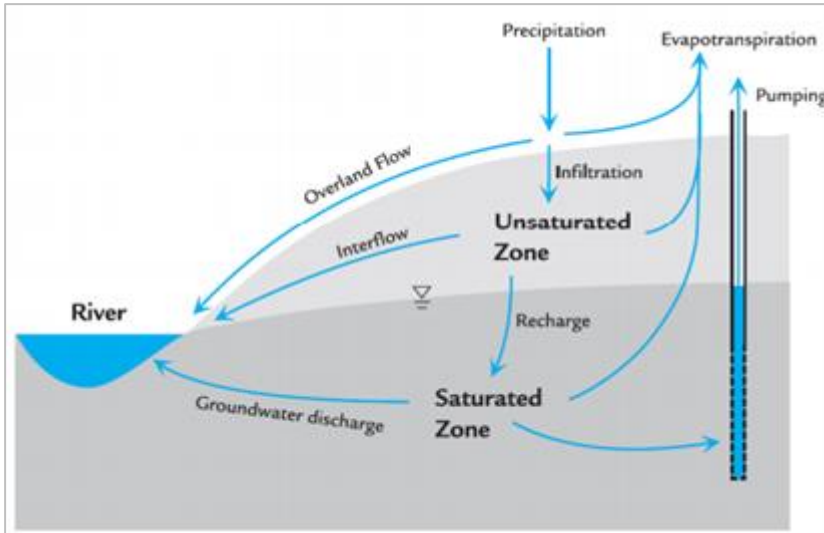 Precipitation
Evapotranspiration
Pumping
Overland Flow
Infiltration
Unsaturated
Zone
Interflow
River
Recharge
Saturated
Zone
Groundwater discharge